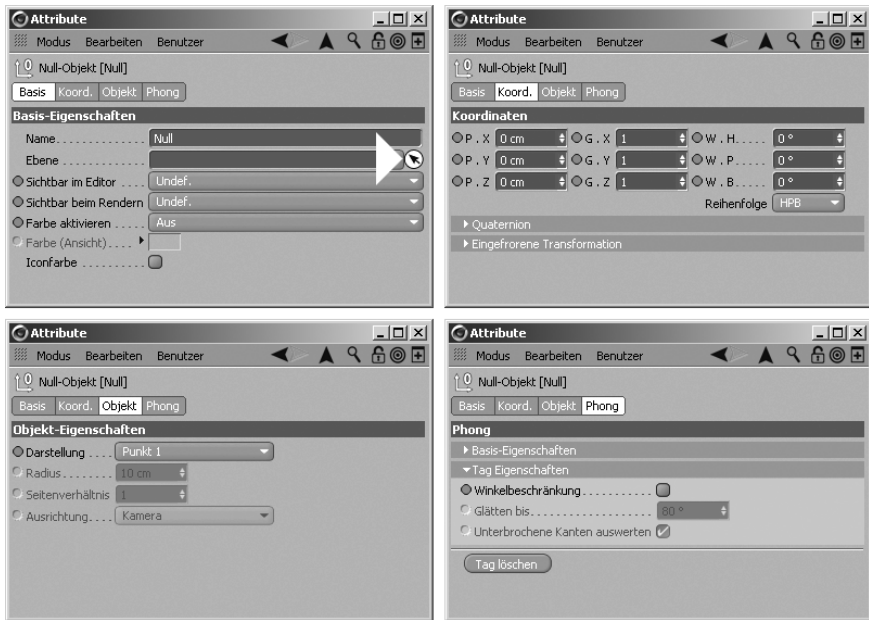 Attribute
Modus Bearbeiten Benutzer
Null-Objekt [Null]
Basis Koord. Objekt Phong
Basis-Eigenschaften
Name............. Null
Ebene.............
Sichtbar im Editor.... Undef.
Sichtbar beim Rendern Undef.
Farbe aktivieren..... Aus
Farbe (Ansicht)....
Iconfarbe..........
Attribute
Modus Bearbeiten Benutzer
Null-Objekt [Null]
Basis Koord. Objekt Phong
Koordinaten
P . X 0 cm G . X 1 W . H..... 0 °
P . Y 0 cm G . Y 1 W . P..... 0 °
P . Z 0 cm G . Z 1 W . B..... 0 °
Reihenfolge HPB
Quaternion
Eingefrorene Transformation
Attribute
Modus Bearbeiten Benutzer
Null-Objekt [Null]
Basis Koord. Objekt Phong
Objekt-Eigenschaften
Darstellung.... Punkt 1
Radius........ 10 cm
Seitenverhältnis 1
Ausrichtung.... Kamera
Attribute
Modus Bearbeiten Benutzer
Null-Objekt [Null]
Basis Koord. Objekt Phong
Phong
Basis-Eigenschaften
Tag Eigenschaften
Winkelbeschränkung..........
Glätten bis.................. 80 °
Unterbrochene Kanten auswerten
Tag löschen